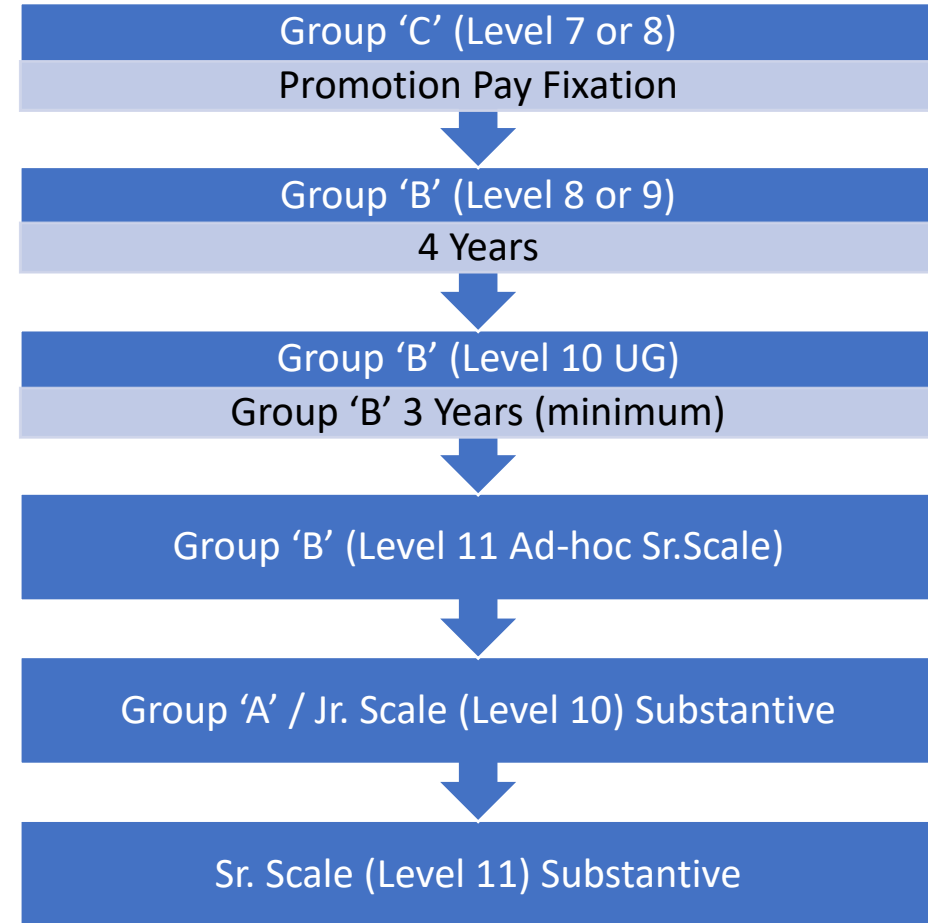 Group ‘C’ (Level 7 or 8)
Promotion Pay Fixation
Group ‘B’ (Level 8 or 9)
4 Years
Group ‘B’ (Level 10 UG)
Group ‘B’ 3 Years (minimum)
Group ‘B’ (Level 11 Ad-hoc Sr.Scale)
Group ‘A’ / Jr. Scale (Level 10) Substantive
Sr. Scale (Level 11) Substantive